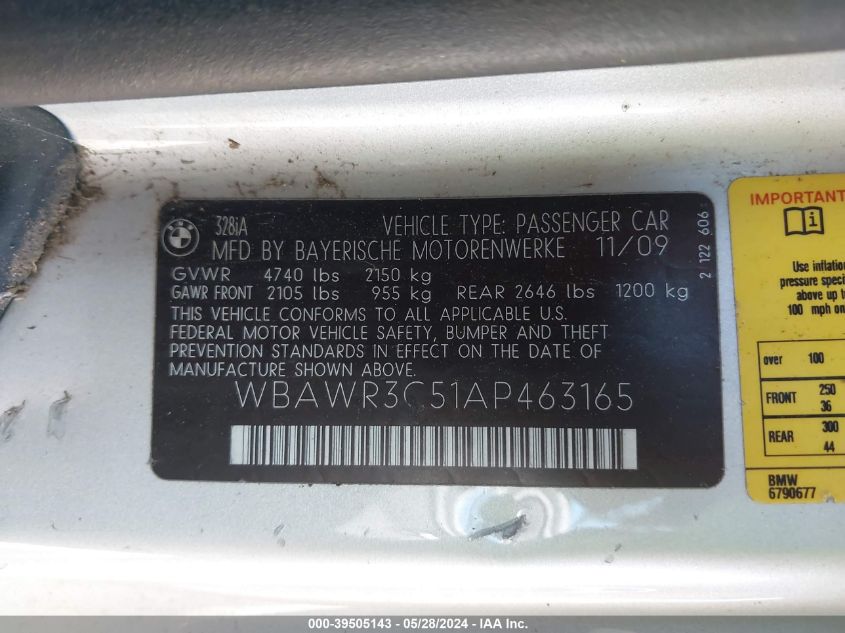 328iA VEHICLE TYPE: PASSENGER CAR
MFD BY BAYERISCHE MOTORENWERKE 11/09
GVWR 4740 lbs 2150 kg
GAWR FRONT 2105 lbs 955 kg REAR 2646 lbs 1200 kg
THIS VEHICLE CONFORMS TO ALL APPLICABLE U.S.
FEDERAL MOTOR VEHICLE SAFETY, BUMPER AND THEFT
PREVENTION STANDARDS IN EFFECT ON THE DATE OF
MANUFACTURE SHOWN ABOVE.
WBAWR3C51AP463165
2 122 606
IMPORTANT
Use inflation
pressure speci
above up t
100 mph on
over 100
FRONT 250
36
REAR 300
44
BMW
6790677
000-39505143 - 05/28/2024 - IAA Inc.